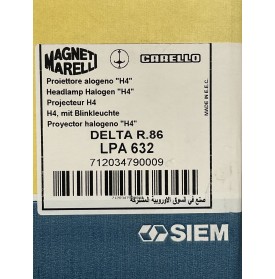 MAGNETI MARELLI CARELLO
Proiettore alogeno "H4"
Headlamp Halogen "H4"
Projecteur H4
H4, mit Blinkleuchte
Proyector halogeno "H4"
MADE IN E.E.C.
DELTA R.86
LPA 632
712034790009
صنع في السوق الاوروبية المشتركة
SIEM